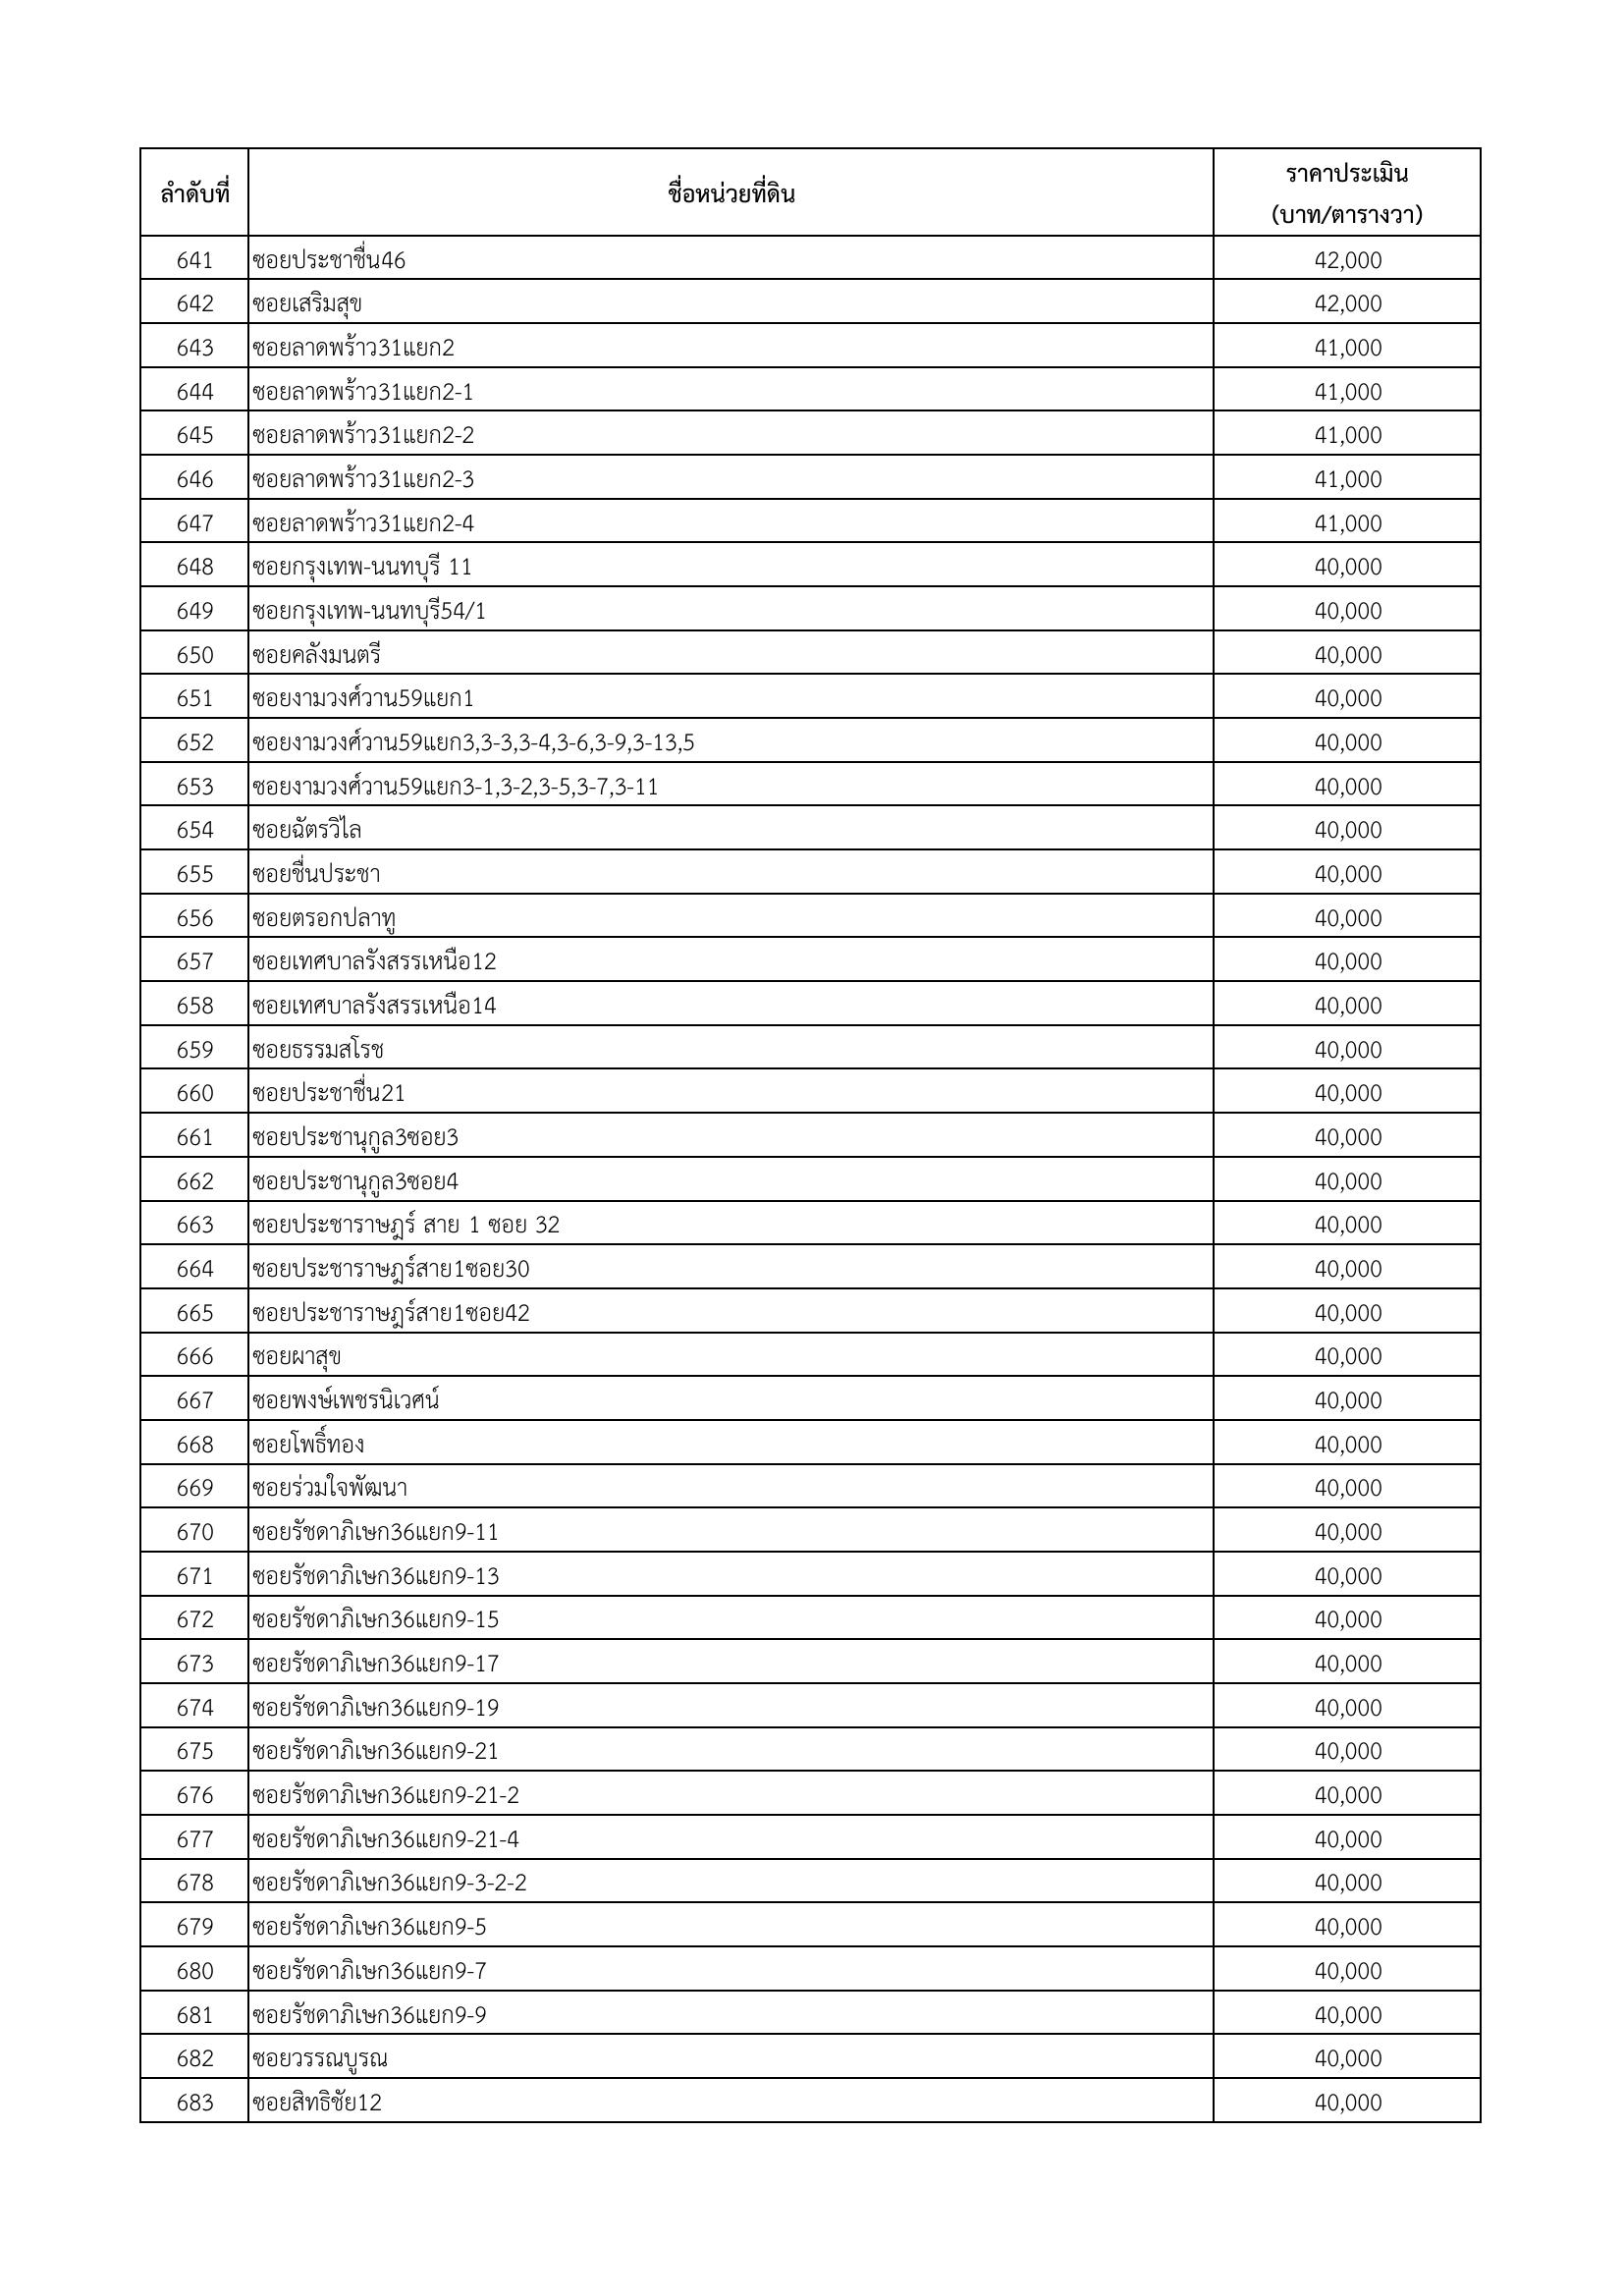 ลำดับที่ ชื่อหน่วยที่ดิน ราคาประเมิน
(บาท/ตารางวา)
641 ซอยประชาชื่น46 42,000
642 ซอยเสริมสุข 42,000
643 ซอยลาดพร้าว31แยก2 41,000
644 ซอยลาดพร้าว31แยก2-1 41,000
645 ซอยลาดพร้าว31แยก2-2 41,000
646 ซอยลาดพร้าว31แยก2-3 41,000
647 ซอยลาดพร้าว31แยก2-4 41,000
648 ซอยกรุงเทพ-นนทบุรี 11 40,000
649 ซอยกรุงเทพ-นนทบุรี54/1 40,000
650 ซอยคลังมนตรี 40,000
651 ซอยงามวงศ์วาน59แยก1 40,000
652 ซอยงามวงศ์วาน59แยก3,3-3,3-4,3-6,3-9,3-13,5 40,000
653 ซอยงามวงศ์วาน59แยก3-1,3-2,3-5,3-7,3-11 40,000
654 ซอยฉัตรวิไล 40,000
655 ซอยชื่นประชา 40,000
656 ซอยตรอกปลาทู 40,000
657 ซอยเทศบาลรังสรรเหนือ12 40,000
658 ซอยเทศบาลรังสรรเหนือ14 40,000
659 ซอยธรรมสโรช 40,000
660 ซอยประชาชื่น21 40,000
661 ซอยประชานุกูล3ซอย3 40,000
662 ซอยประชานุกูล3ซอย4 40,000
663 ซอยประชาราษฎร์ สาย 1 ซอย 32 40,000
664 ซอยประชาราษฎร์สาย1ซอย30 40,000
665 ซอยประชาราษฎร์สาย1ซอย42 40,000
666 ซอยผาสุข 40,000
667 ซอยพงษ์เพชรนิเวศน์ 40,000
668 ซอยโพธิ์ทอง 40,000
669 ซอยร่วมใจพัฒนา 40,000
670 ซอยรัชดาภิเษก36แยก9-11 40,000
671 ซอยรัชดาภิเษก36แยก9-13 40,000
672 ซอยรัชดาภิเษก36แยก9-15 40,000
673 ซอยรัชดาภิเษก36แยก9-17 40,000
674 ซอยรัชดาภิเษก36แยก9-19 40,000
675 ซอยรัชดาภิเษก36แยก9-21 40,000
676 ซอยรัชดาภิเษก36แยก9-21-2 40,000
677 ซอยรัชดาภิเษก36แยก9-21-4 40,000
678 ซอยรัชดาภิเษก36แยก9-3-2-2 40,000
679 ซอยรัชดาภิเษก36แยก9-5 40,000
680 ซอยรัชดาภิเษก36แยก9-7 40,000
681 ซอยรัชดาภิเษก36แยก9-9 40,000
682 ซอยวรรณบูรณ 40,000
683 ซอยสิทธิชัย12 40,000